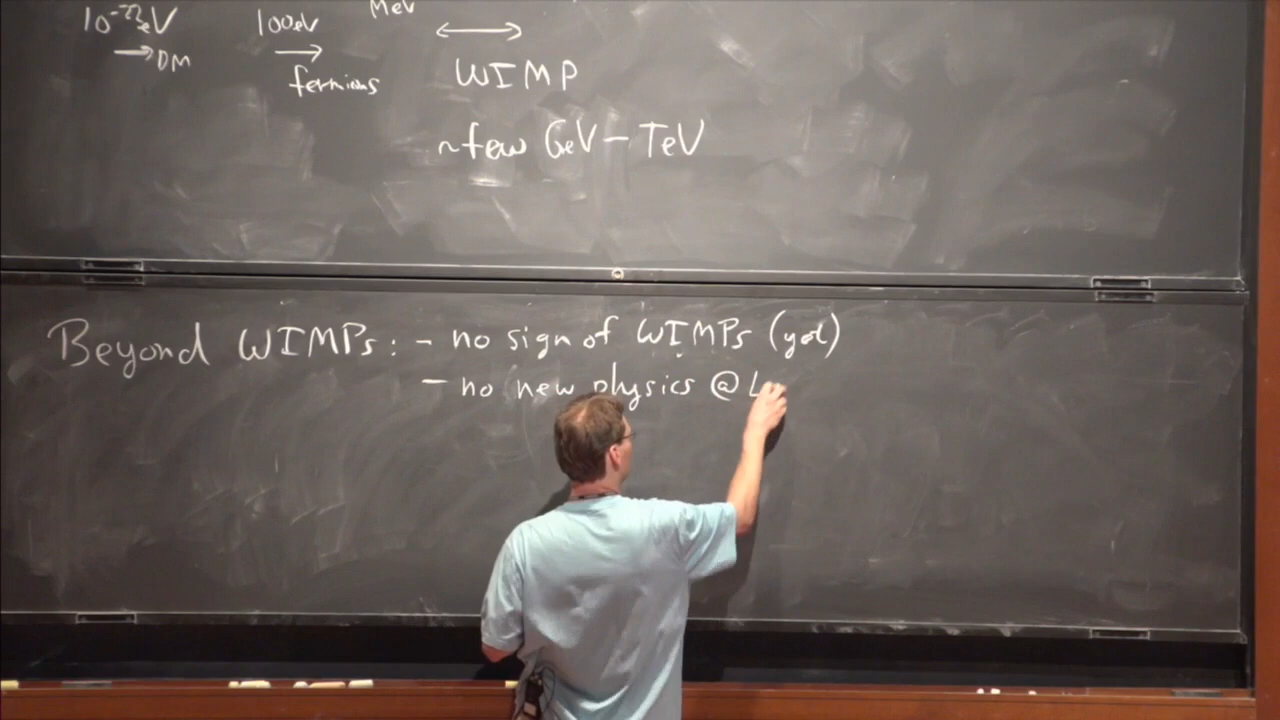 10⁻²²eV 100eV MeV
→DM ⟶ ⟷
fermions WIMP
~few GeV – TeV
Beyond WIMPs: - no sign of WIMPs (yet)
- no new physics @ L